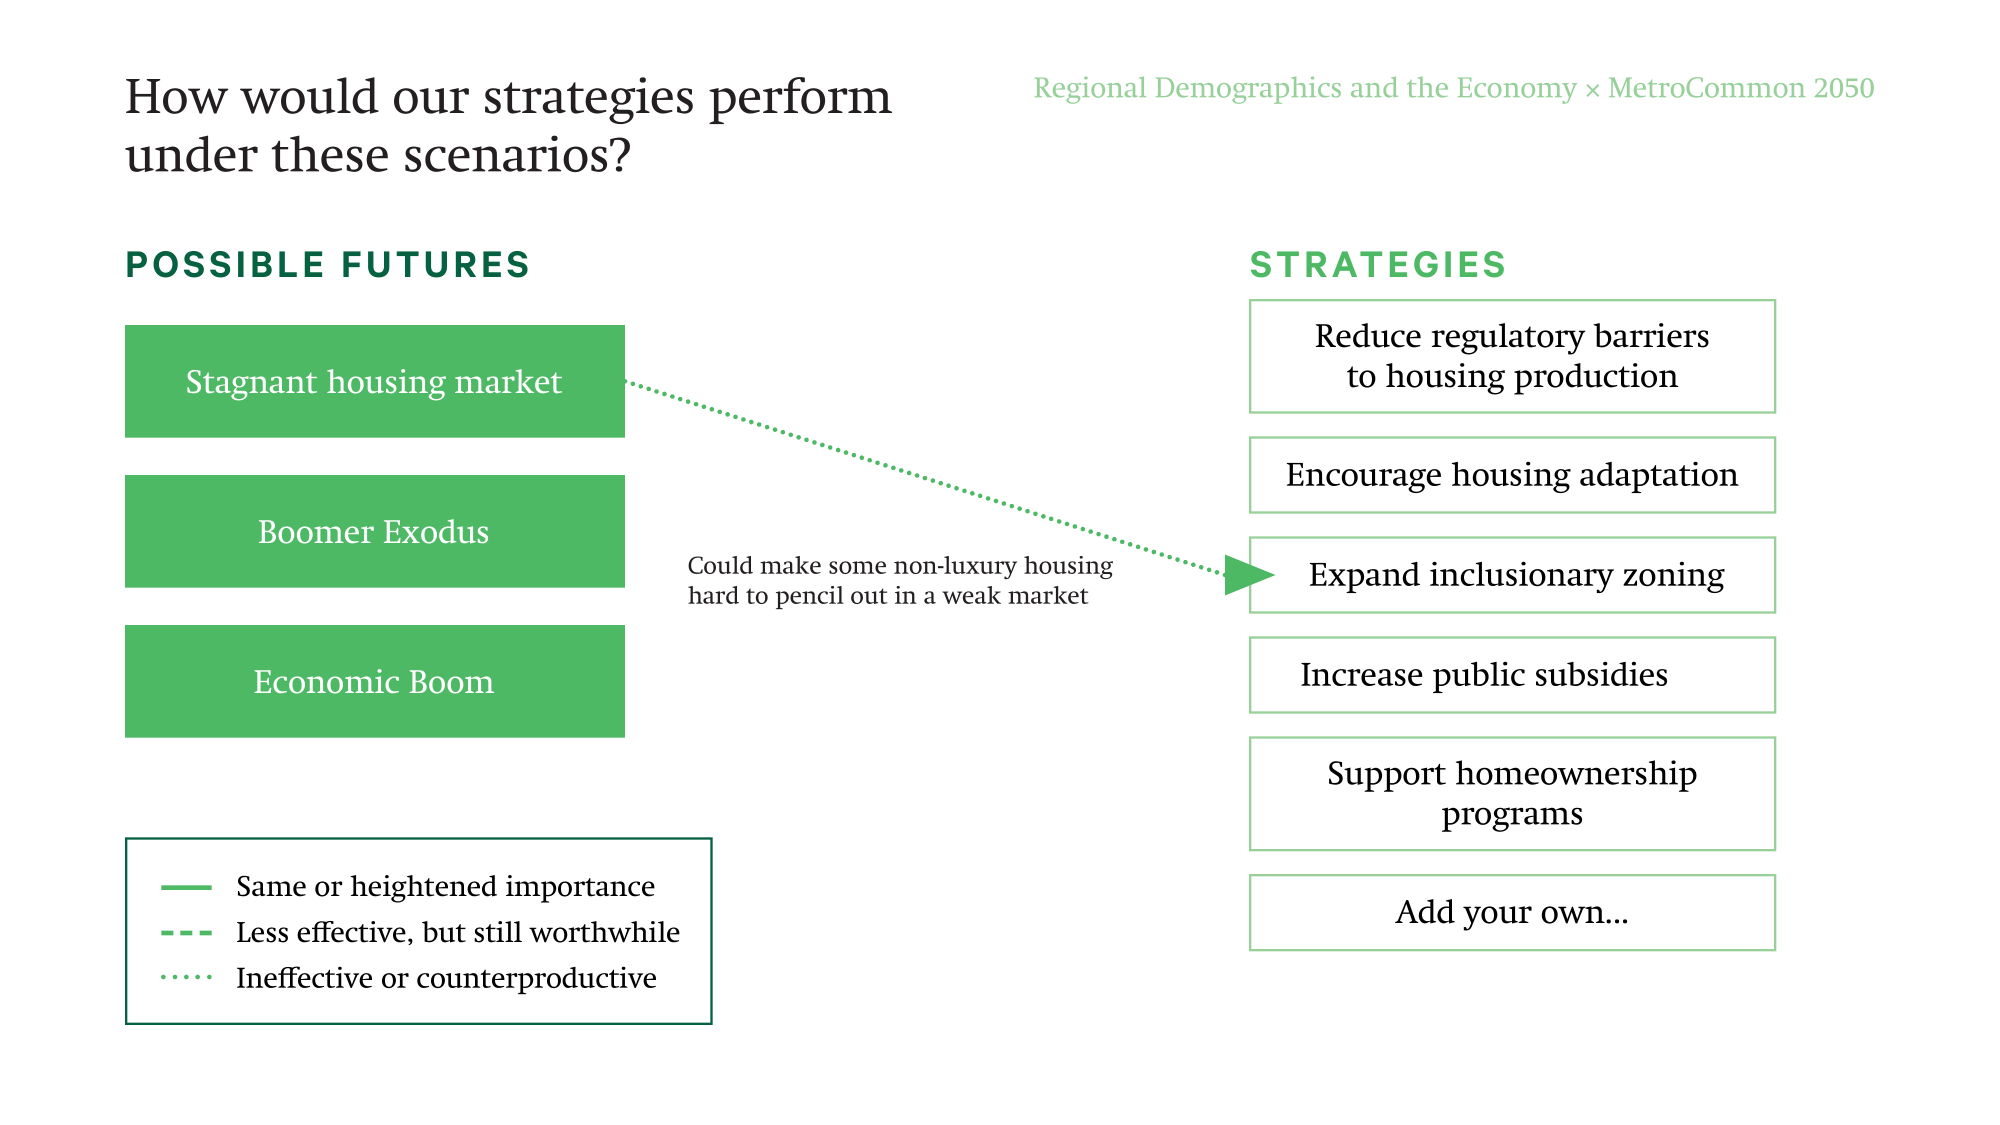 How would our strategies perform
under these scenarios?
Regional Demographics and the Economy × MetroCommon 2050
POSSIBLE FUTURES
Stagnant housing market
Boomer Exodus
Economic Boom
Could make some non-luxury housing
hard to pencil out in a weak market
STRATEGIES
Reduce regulatory barriers
to housing production
Encourage housing adaptation
Expand inclusionary zoning
Increase public subsidies
Support homeownership
programs
Add your own...
Same or heightened importance
Less effective, but still worthwhile
Ineffective or counterproductive